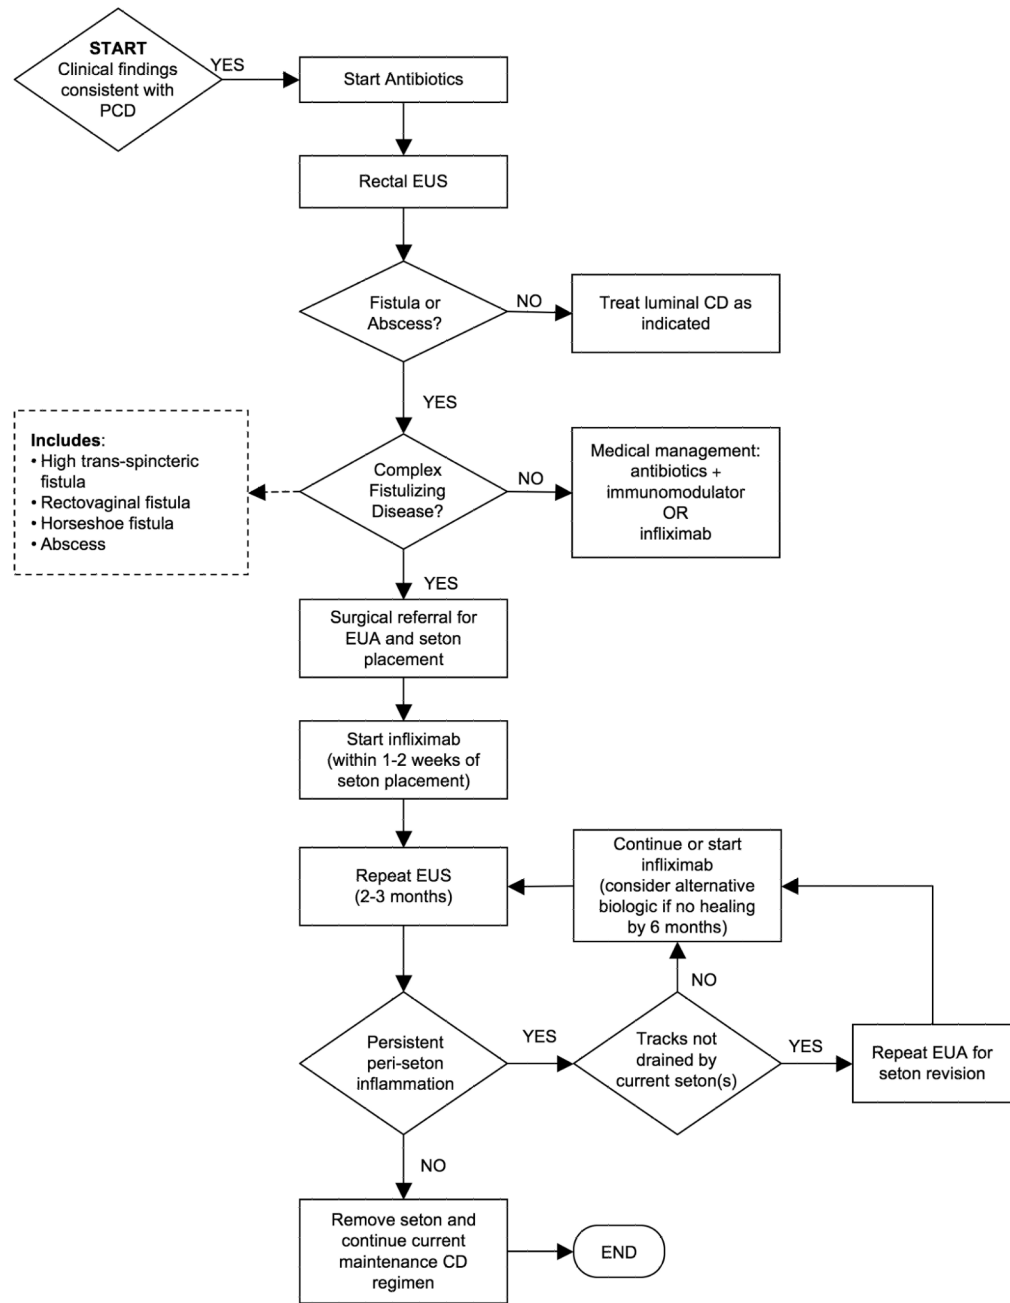 START
Clinical findings
consistent with
PCD
YES
Start Antibiotics
Rectal EUS
Fistula or
Abscess?
NO
Treat luminal CD as
indicated
YES
Includes:
• High trans-spincteric
fistula
• Rectovaginal fistula
• Horseshoe fistula
• Abscess
Complex
Fistulizing
Disease?
NO
Medical management:
antibiotics +
immunomodulator
OR
infliximab
YES
Surgical referral for
EUA and seton
placement
Start infliximab
(within 1-2 weeks of
seton placement)
Repeat EUS
(2-3 months)
Continue or start
infliximab
(consider alternative
biologic if no healing
by 6 months)
NO
Persistent
peri-seton
inflammation
YES
Tracks not
drained by
current seton(s)
YES
Repeat EUA for
seton revision
NO
Remove seton and
continue current
maintenance CD
regimen
END